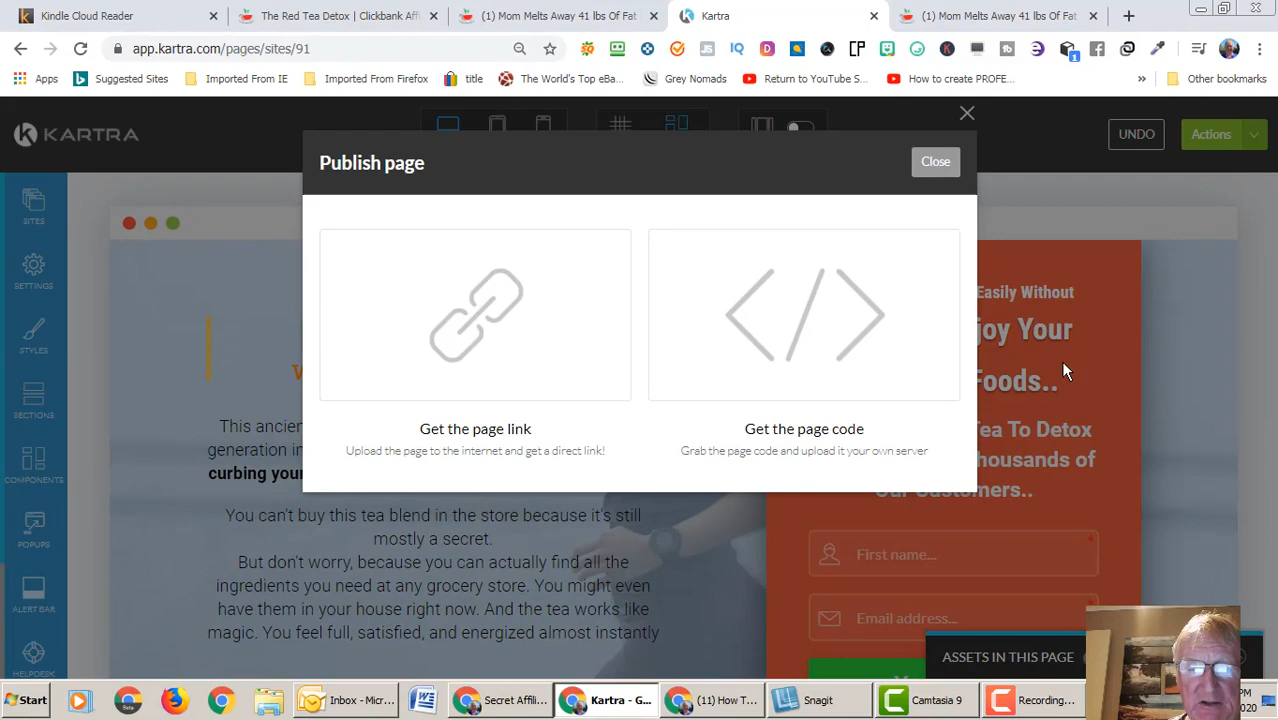 Kindle Cloud Reader
The Red Tea Detox | Clickbank Affi
(1) Mom Melts Away 41 lbs Of Fat
Kartra
(1) Mom Melts Away 41 Lbs Of Fat
app.kartra.com/pages/sites/91
Apps
Suggested Sites
Imported From IE
Imported From Firefox
title
The World's Top eBa...
Grey Nomads
Return to YouTube S...
How to create PROFE...
Other bookmarks
KARTRA
UNDO
Actions
Publish page
Close
SITES
SETTINGS
STYLES
SECTIONS
COMPONENTS
POPUPS
ALERT BAR
HELPDESK
Get the page link
Upload the page to the internet and get a direct link!
Get the page code
Grab the page code and upload it your own server
This ancien
generation i
curbing your
You can't buy this tea blend in the store because it's still
mostly a secret.
But don't worry, because you can actually find all the
ingredients you need at any grocery store. You might even
have them in your house right now. And the tea works like
magic. You feel full, satisfied, and energized almost instantly
Easily Without
joy Your
Foods..
Tea To Detox
housands of
Our Customers..
First name...
Email address...
ASSETS IN THIS PAGE
Start
Inbox - Micr...
Secret Affilia...
Kartra - G...
(11) How T...
Snagit
Camtasia 9
Recording...
PM
2020